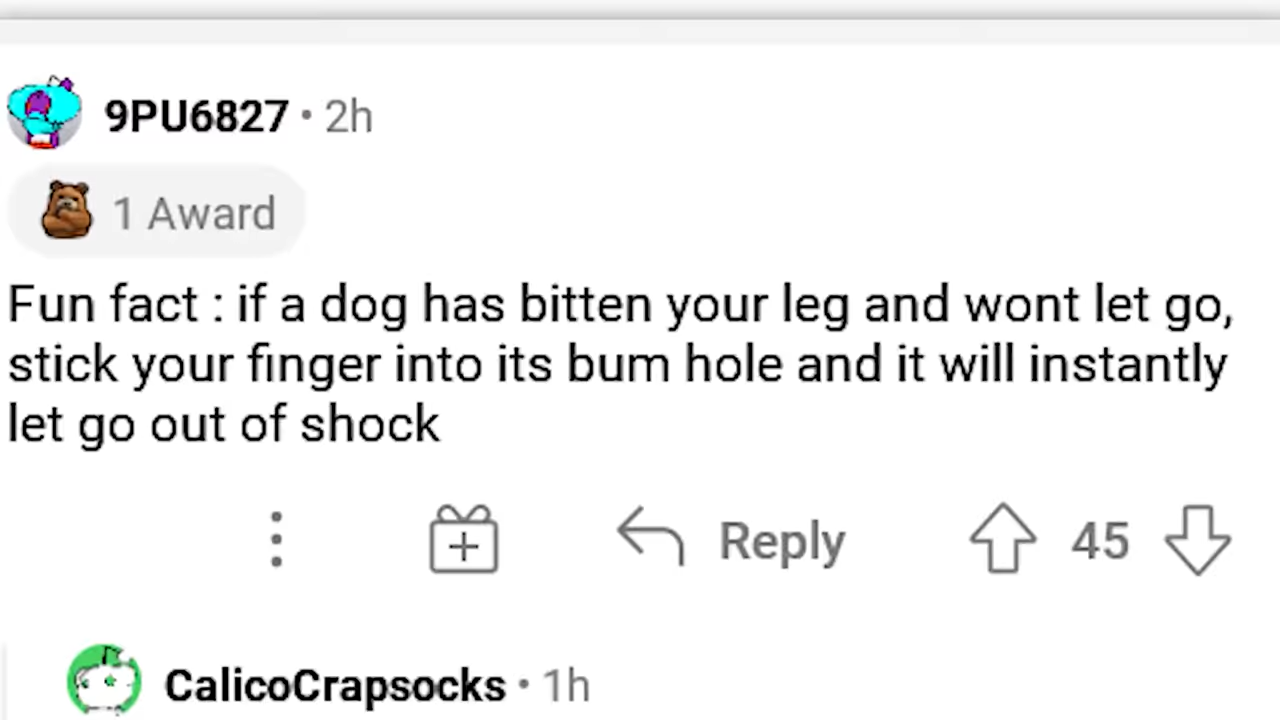 9PU6827 • 2h
1 Award
Fun fact : if a dog has bitten your leg and wont let go,
stick your finger into its bum hole and it will instantly
let go out of shock
Reply 45
CalicoCrapsocks • 1h